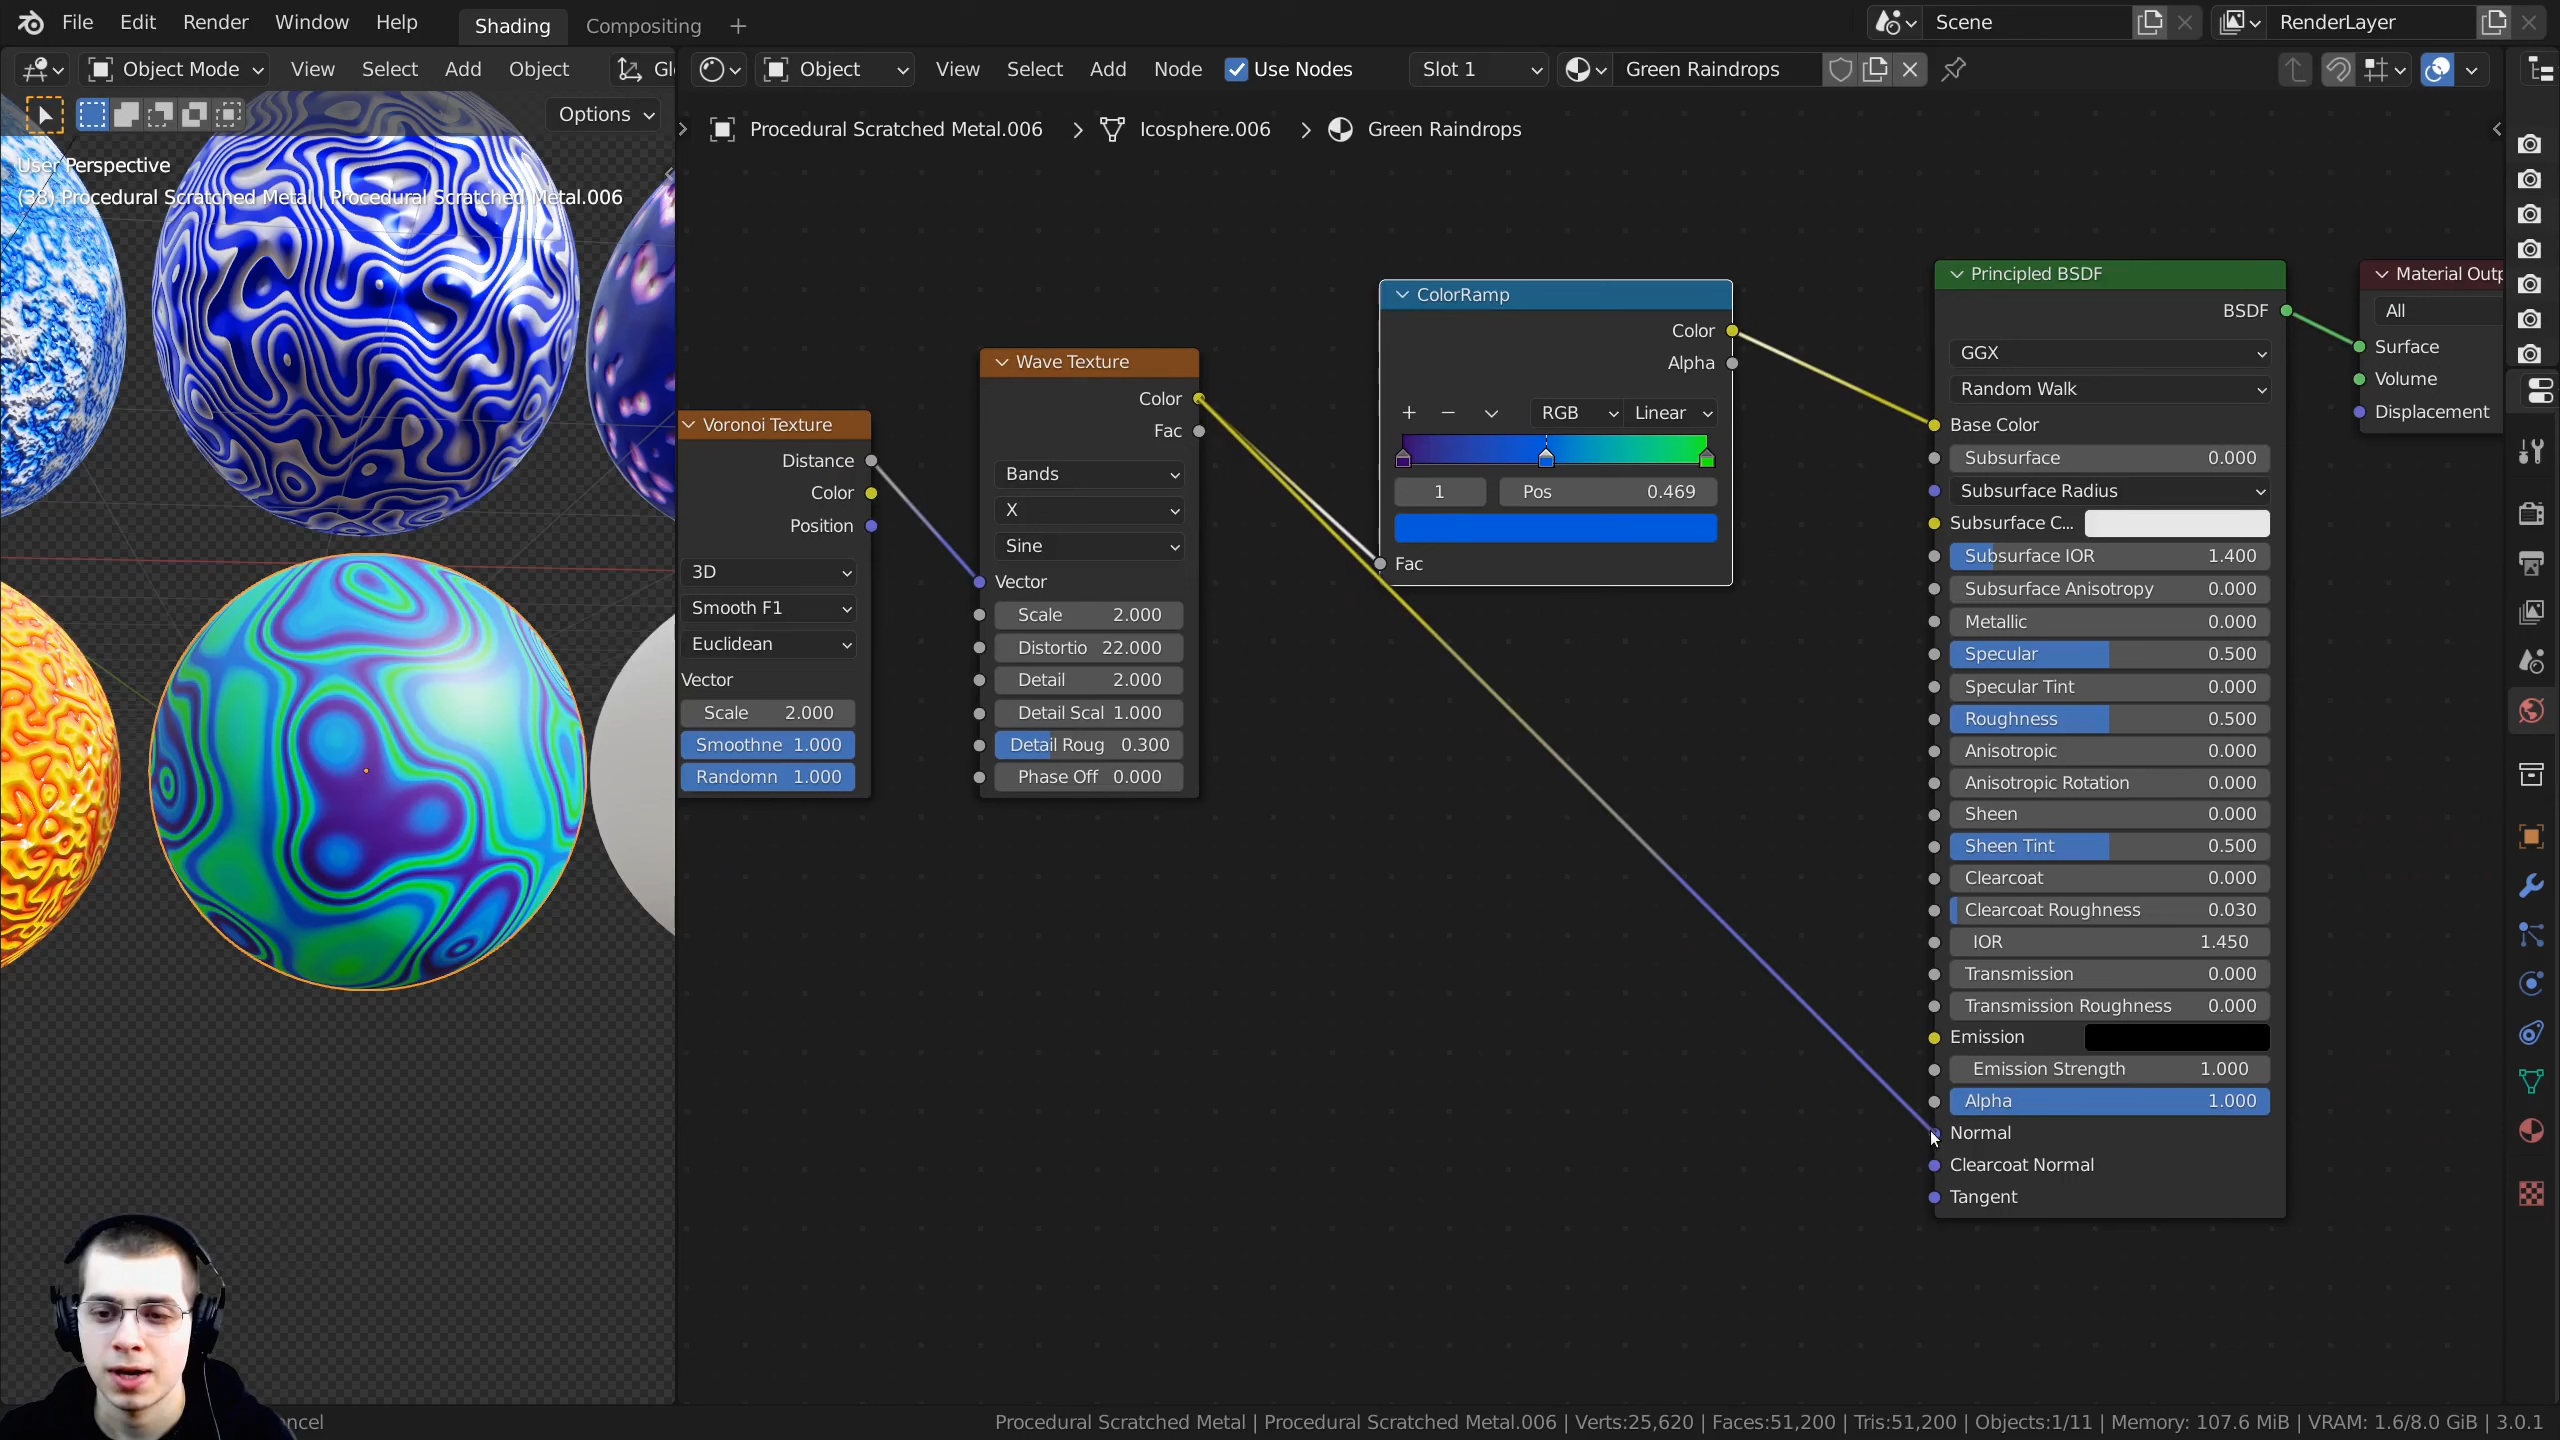 File Edit Render Window Help Shading Compositing + Scene RenderLayer
Object Mode View Select Add Object Gl Object View Select Add Node Use Nodes Slot 1 Green Raindrops
Options
Procedural Scratched Metal.006 > Icosphere.006 > Green Raindrops
User Perspective
(38) Procedural Scratched Metal | Procedural Scratched Metal.006
Voronoi Texture
Distance
Color
Position
3D
Smooth F1
Euclidean
Vector
Scale 2.000
Smoothne 1.000
Randomn 1.000
Wave Texture
Color
Fac
Bands
X
Sine
Vector
Scale 2.000
Distortio 22.000
Detail 2.000
Detail Scal 1.000
Detail Roug 0.300
Phase Off 0.000
ColorRamp
Color
Alpha
RGB Linear
1 Pos 0.469
Fac
Principled BSDF
BSDF
GGX
Random Walk
Base Color
Subsurface 0.000
Subsurface Radius
Subsurface C...
Subsurface IOR 1.400
Subsurface Anisotropy 0.000
Metallic 0.000
Specular 0.500
Specular Tint 0.000
Roughness 0.500
Anisotropic 0.000
Anisotropic Rotation 0.000
Sheen 0.000
Sheen Tint 0.500
Clearcoat 0.000
Clearcoat Roughness 0.030
IOR 1.450
Transmission 0.000
Transmission Roughness 0.000
Emission
Emission Strength 1.000
Alpha 1.000
Normal
Clearcoat Normal
Tangent
Material Outp
All
Surface
Volume
Displacement
ncel
Procedural Scratched Metal | Procedural Scratched Metal.006 | Verts:25,620 | Faces:51,200 | Tris:51,200 | Objects:1/11 | Memory: 107.6 MiB | VRAM: 1.6/8.0 GiB | 3.0.1